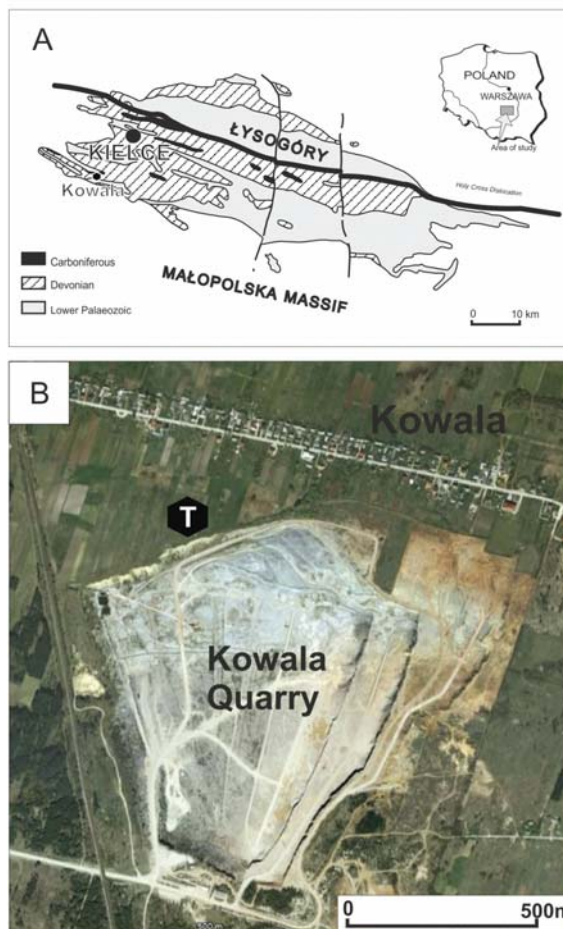 A
POLAND
WARSZAWA
Area of study
ŁYSOGÓRY
KIELCE
Kowala
Holy Cross Dislocation
MAŁOPOLSKA MASSIF
Carboniferous
Devonian
Lower Palaeozoic
0 10 km
B
Kowala
T
Kowala
Quarry
0 500m